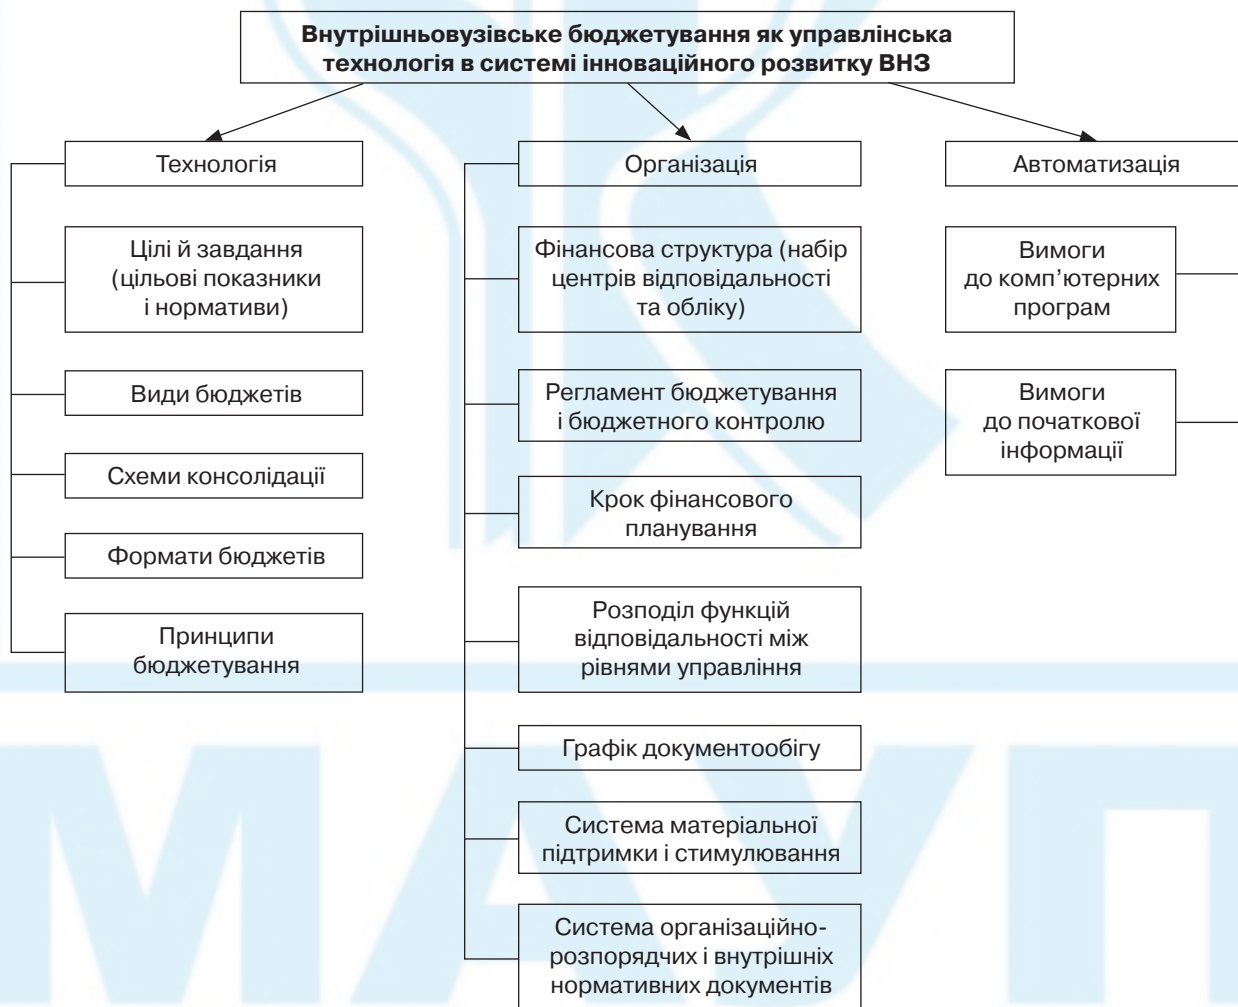 Внутрішньовузівське бюджетування як управлінська
технологія в системі інноваційного розвитку ВНЗ
Технологія
Цілі й завдання
(цільові показники
і нормативи)
Види бюджетів
Схеми консолідації
Формати бюджетів
Принципи
бюджетування
Організація
Фінансова структура (набір
центрів відповідальності
та обліку)
Регламент бюджетування
і бюджетного контролю
Крок фінансового
планування
Розподіл функцій
відповідальності між
рівнями управління
Графік документообігу
Система матеріальної
підтримки і стимулювання
Система організаційно-
розпорядчих і внутрішніх
нормативних документів
Автоматизація
Вимоги
до комп’ютерних
програм
Вимоги
до початкової
інформації
МАУП